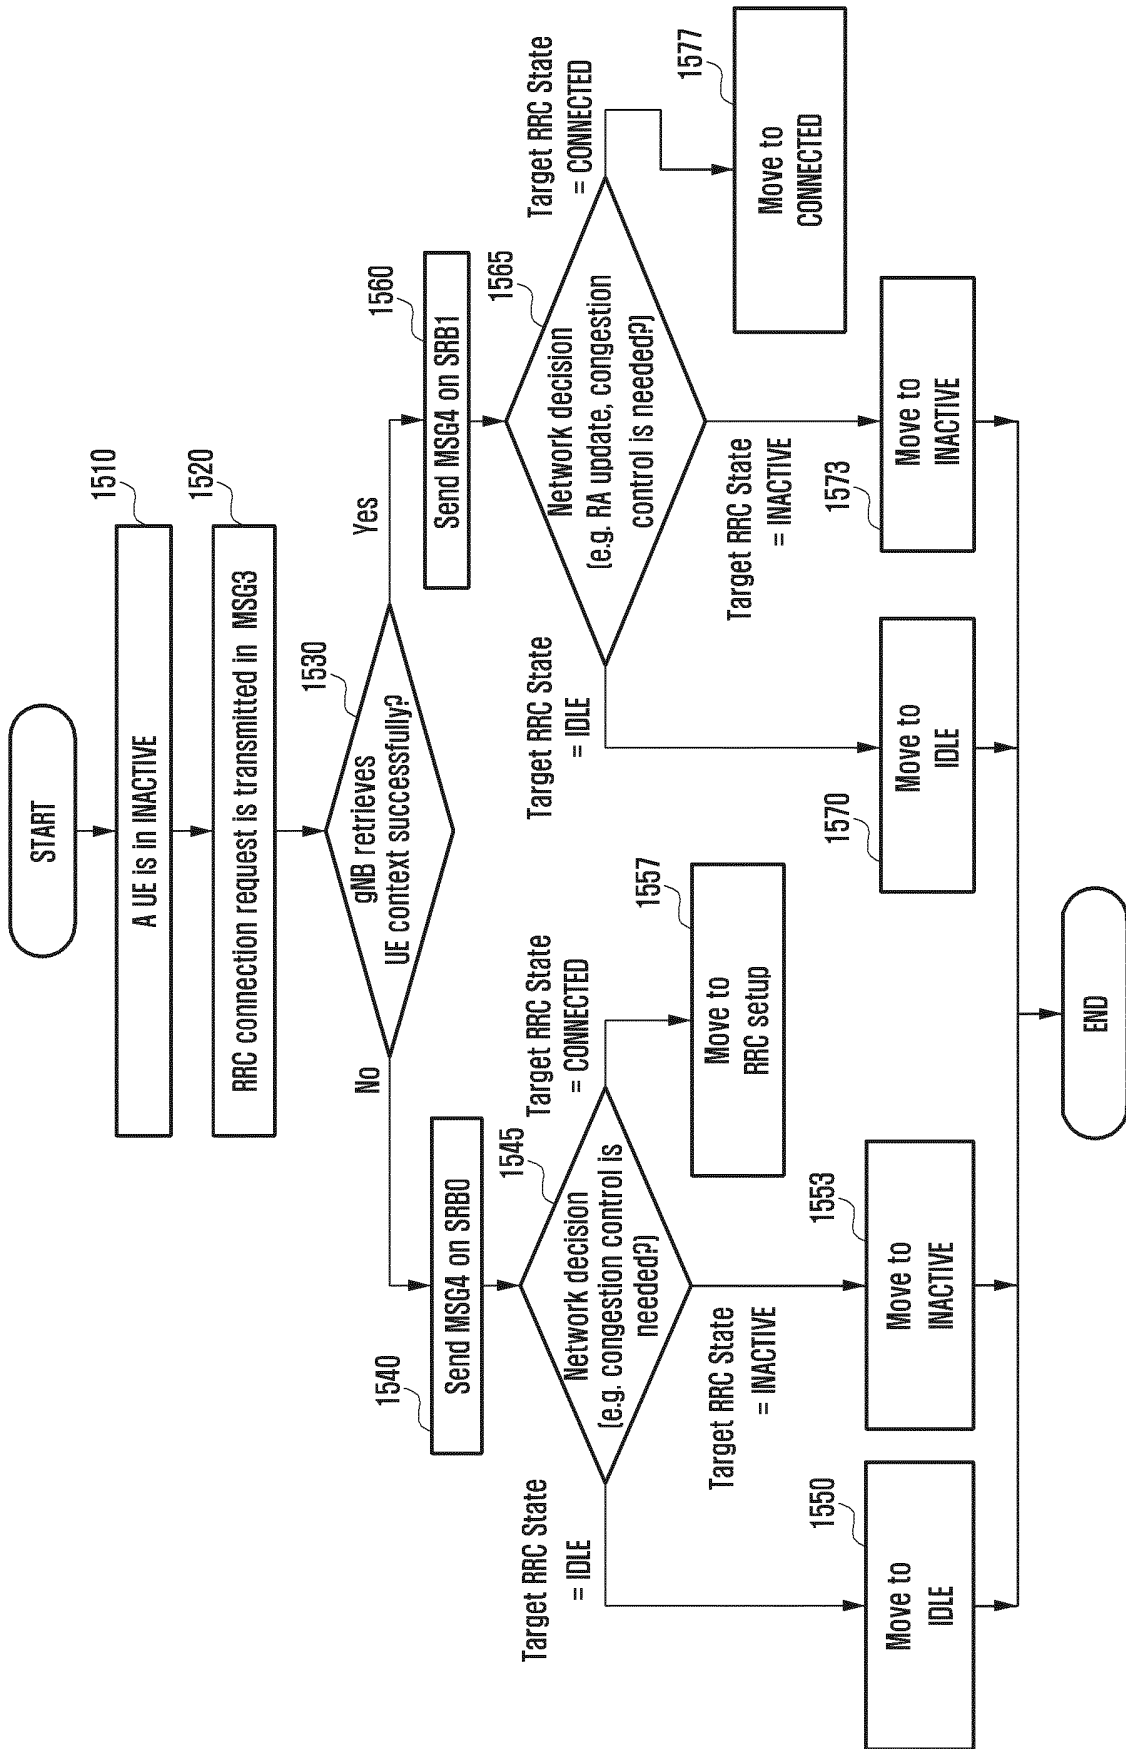 START
1510
A UE is in INACTIVE
1520
RRC connection request is transmitted in MSG3
1530
gNB retrieves
UE context successfully?
No
Yes
1540
Send MSG4 on SRB0
1560
Send MSG4 on SRB1
1545
Network decision
(e.g. congestion control is
needed?)
Target RRC State
= IDLE
Target RRC State
= CONNECTED
Target RRC State
= INACTIVE
1557
Move to
RRC setup
1550
Move to
IDLE
1553
Move to
INACTIVE
1565
Network decision
(e.g. RA update, congestion
control is needed?)
Target RRC State
= IDLE
Target RRC State
= CONNECTED
Target RRC State
= INACTIVE
1577
Move to
CONNECTED
1570
Move to
IDLE
1573
Move to
INACTIVE
END